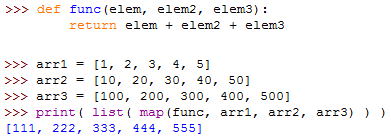 >>> def func(elem, elem2, elem3):
        return elem + elem2 + elem3
>>> arr1 = [1, 2, 3, 4, 5]
>>> arr2 = [10, 20, 30, 40, 50]
>>> arr3 = [100, 200, 300, 400, 500]
>>> print( list( map(func, arr1, arr2, arr3) ) )
[111, 222, 333, 444, 555]